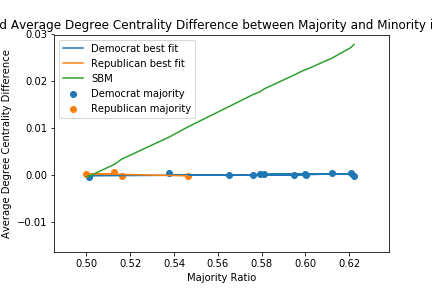 d Average Degree Centrality Difference between Majority and Minority i
Average Degree Centrality Difference
0.03
0.02
0.01
0.00
−0.01
Democrat best fit
Republican best fit
SBM
Democrat majority
Republican majority
0.50 0.52 0.54 0.56 0.58 0.60 0.62
Majority Ratio